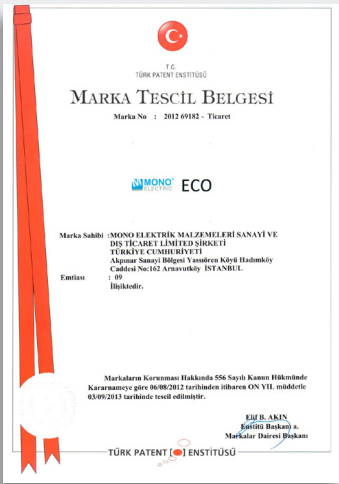 T.C.
TÜRK PATENT ENSTİTÜSÜ
MARKA TESCİL BELGESİ
Marka No : 2012 69182 - Ticaret
MONO ELECTRIC ECO
Marka Sahibi :MONO ELEKTRİK MALZEMELERİ SANAYİ VE
DIŞ TİCARET LİMİTED ŞİRKETİ
TÜRKİYE CUMHURİYETİ
Akpınar Sanayi Bölgesi Yassıören Köyü Hadımköy
Caddesi No:162 Arnavutköy İSTANBUL
Emtiası : 09
İlişiktedir.
Markaların Korunması Hakkında 556 Sayılı Kanun Hükmünde
Kararnameye göre 06/08/2012 tarihinden itibaren ON YIL müddetle
03/09/2013 tarihinde tescil edilmiştir.
Elif B. AKIN
Enstitü Başkanı a.
Markalar Dairesi Başkanı
TÜRK PATENT ENSTİTÜSÜ